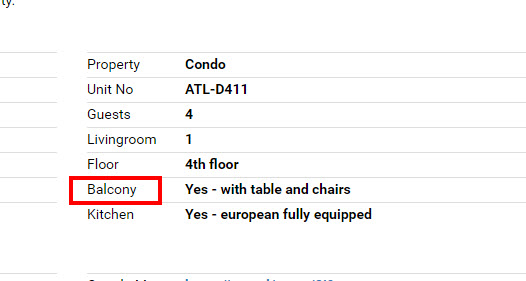 ty.
Property Condo
Unit No ATL-D411
Guests 4
Livingroom 1
Floor 4th floor
Balcony Yes - with table and chairs
Kitchen Yes - european fully equipped